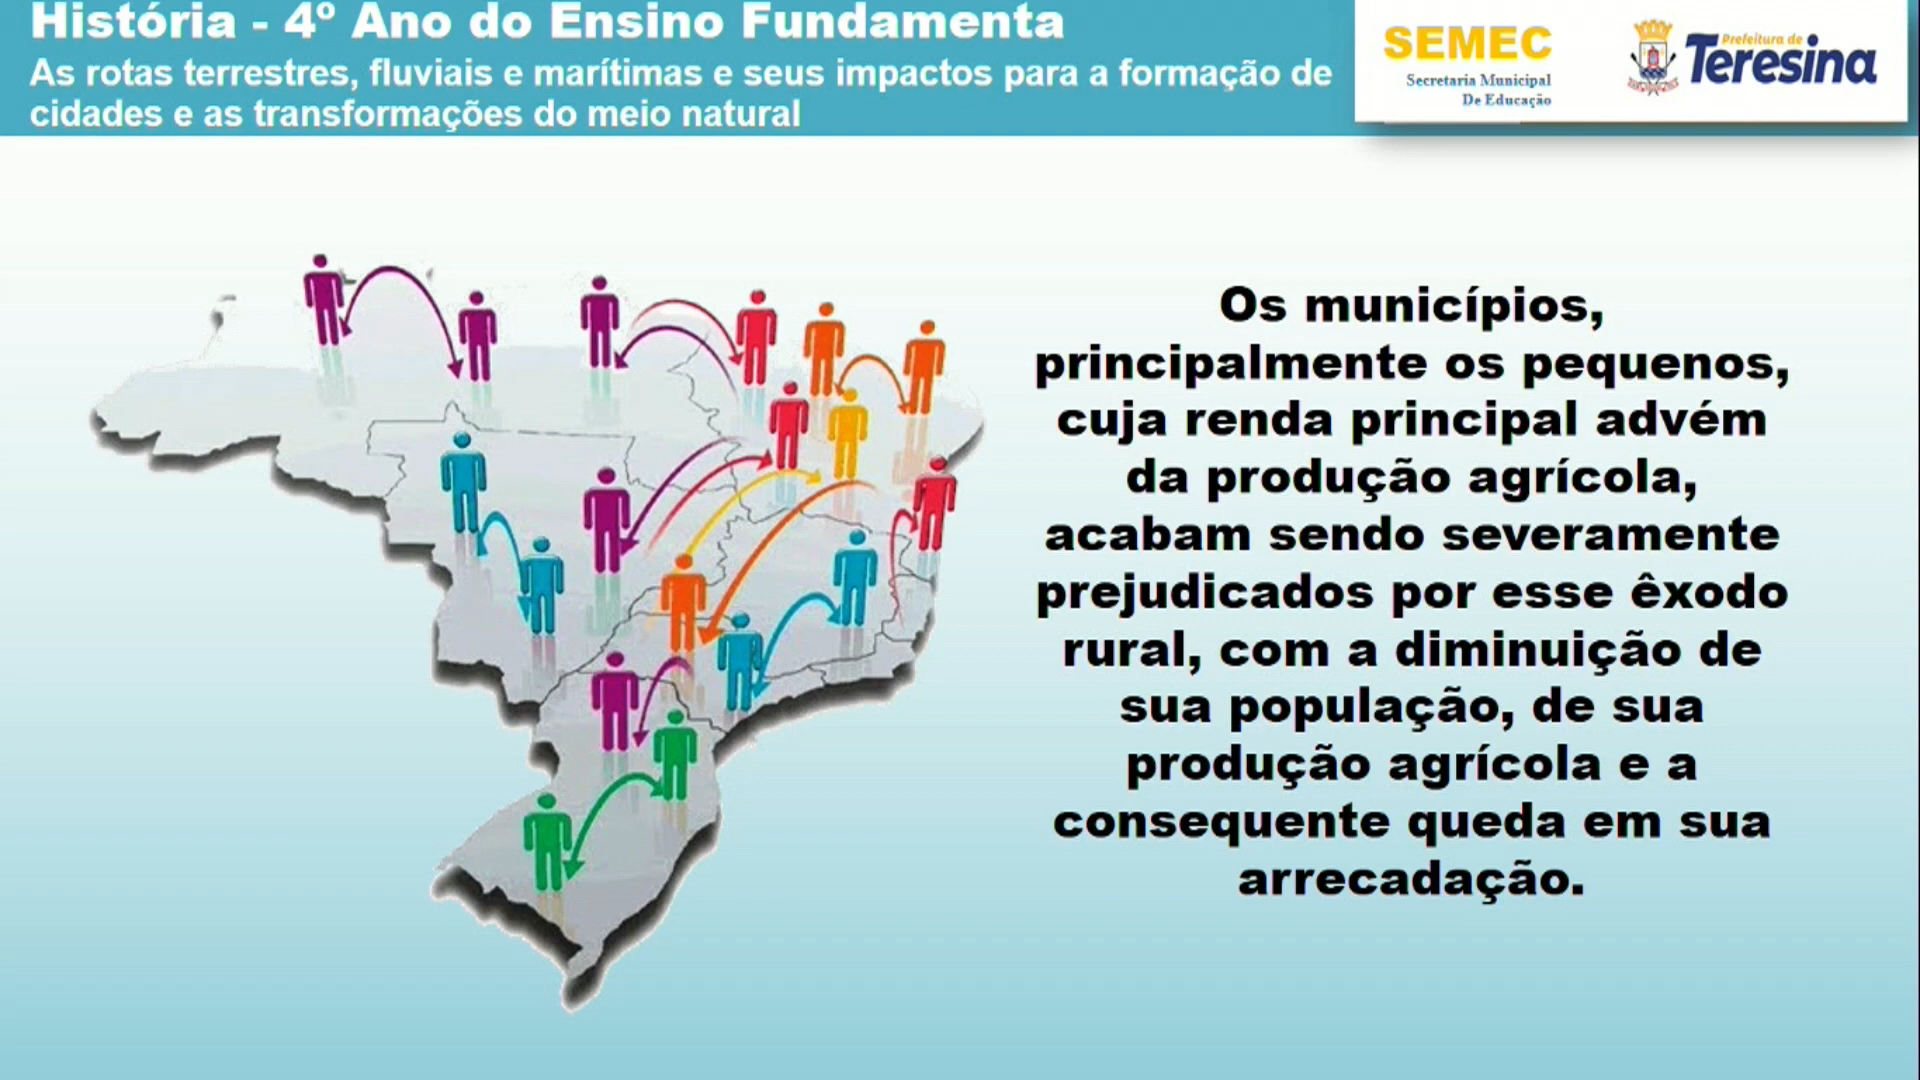 História - 4º Ano do Ensino Fundamenta
As rotas terrestres, fluviais e marítimas e seus impactos para a formação de
cidades e as transformações do meio natural
SEMEC
Secretaria Municipal
De Educação
Prefeitura de
Teresina
Os municípios,
principalmente os pequenos,
cuja renda principal advém
da produção agrícola,
acabam sendo severamente
prejudicados por esse êxodo
rural, com a diminuição de
sua população, de sua
produção agrícola e a
consequente queda em sua
arrecadação.